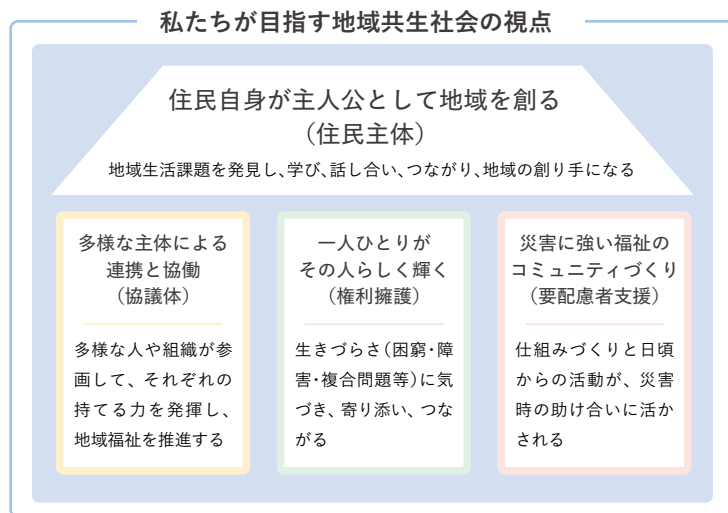 私たちが目指す地域共生社会の視点
住民自身が主人公として地域を創る
（住民主体）
地域生活課題を発見し、学び、話し合い、つながり、地域の創り手になる
多様な主体による
連携と協働
（協議体）
多様な人や組織が参
画して、それぞれの
持てる力を発揮し、
地域福祉を推進する
一人ひとりが
その人らしく輝く
（権利擁護）
生きづらさ（困窮・障
害・複合問題等）に気
づき、寄り添い、つな
がる
災害に強い福祉の
コミュニティづくり
（要配慮者支援）
仕組みづくりと日頃
からの活動が、災害
時の助け合いに活か
される